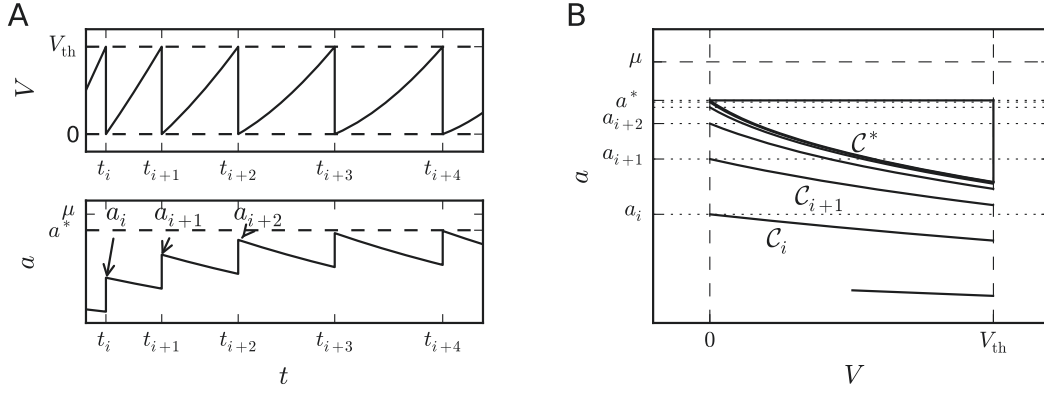 A
V_th
V
0
t_i t_{i+1} t_{i+2} t_{i+3} t_{i+4}
μ
a*
a
a_i a_{i+1} a_{i+2}
t_i t_{i+1} t_{i+2} t_{i+3} t_{i+4}
t
B
μ
a*
a_{i+2}
a_{i+1}
a_i
a
C*
C_{i+1}
C_i
0 V_th
V